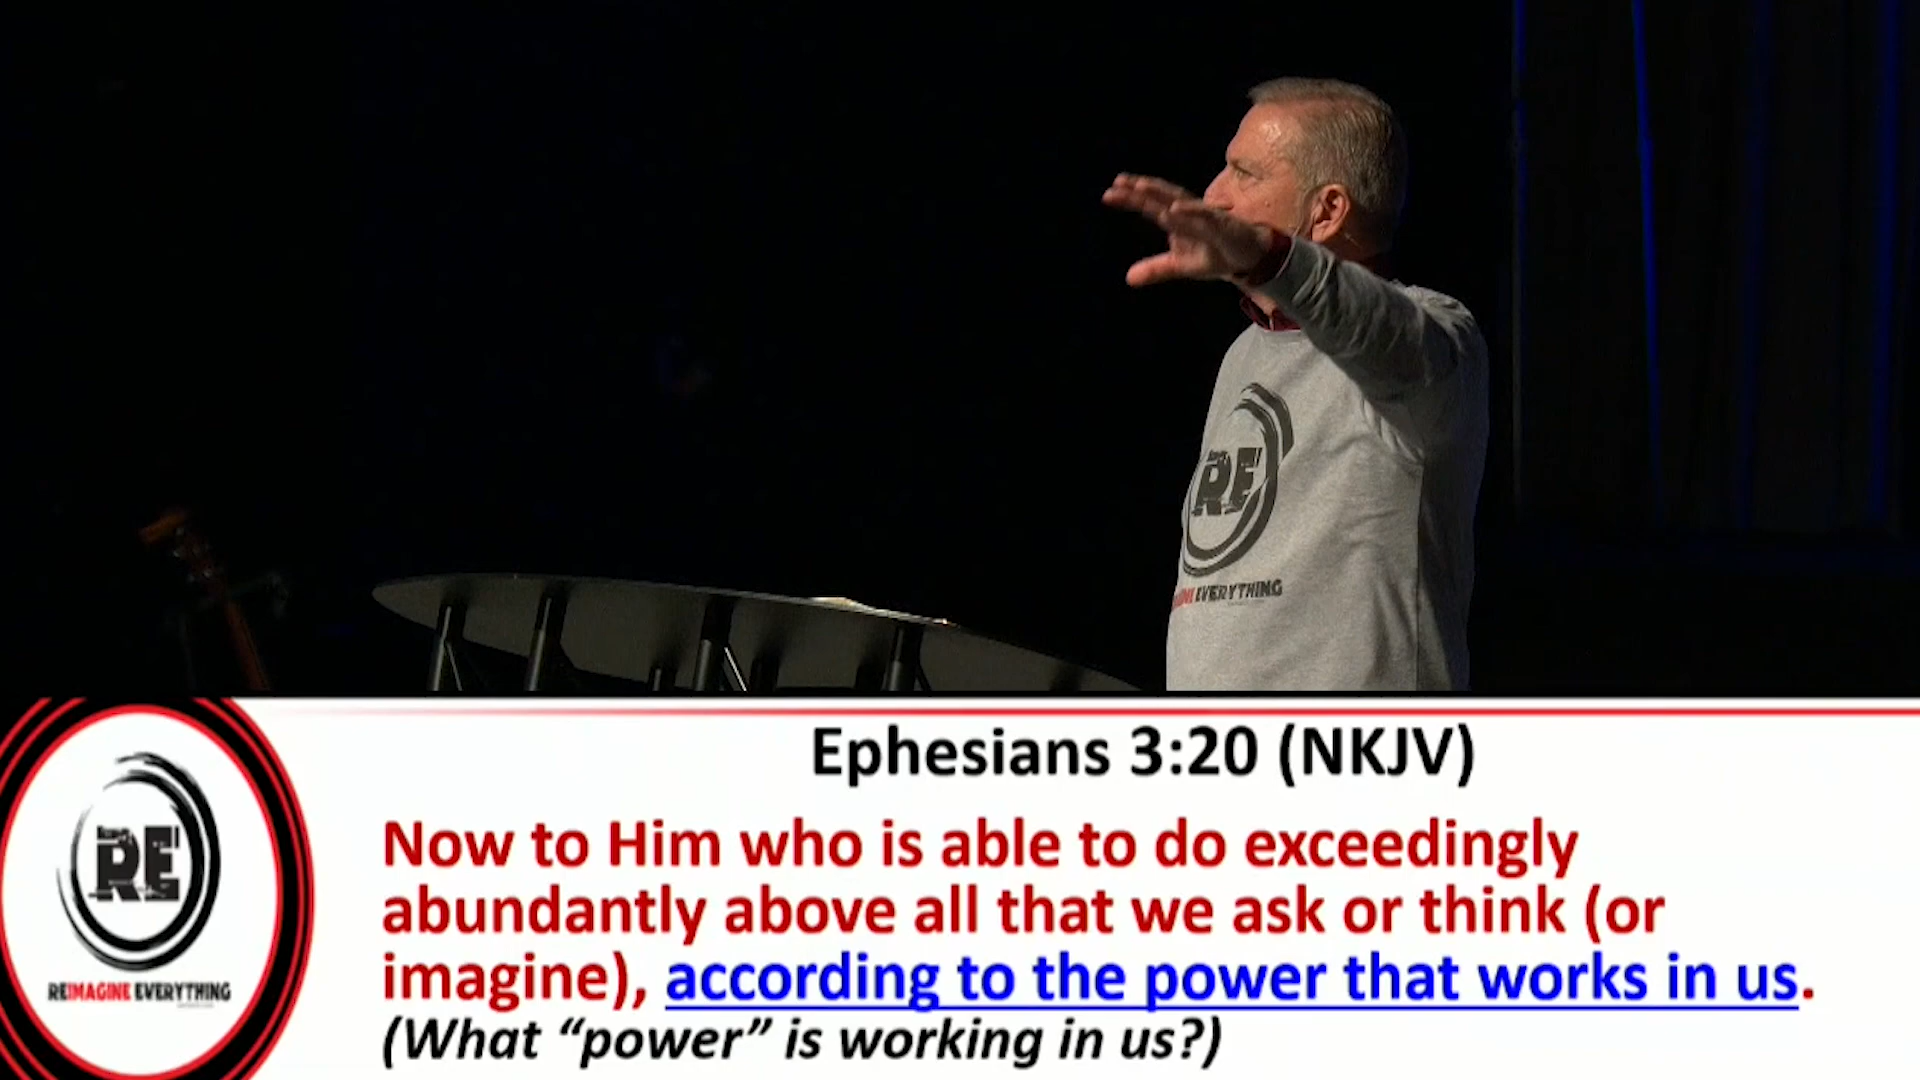 RE
EVERYTHING
Ephesians 3:20 (NKJV)
Now to Him who is able to do exceedingly
abundantly above all that we ask or think (or
imagine), according to the power that works in us.
(What “power” is working in us?)
RE
REIMAGINE EVERYTHING